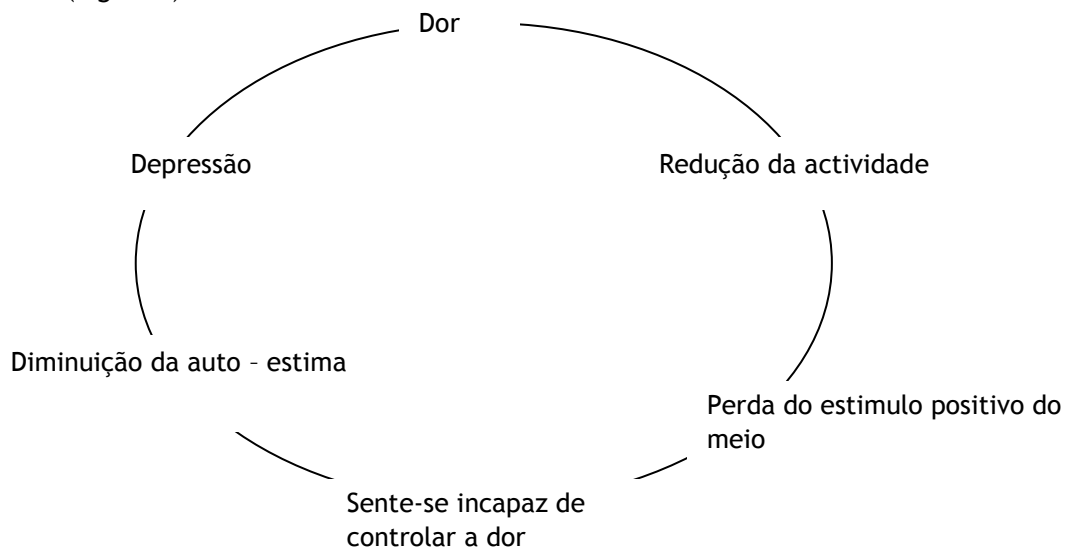 Dor
Depressão
Redução da actividade
Diminuição da auto – estima
Perda do estimulo positivo do
meio
Sente-se incapaz de
controlar a dor